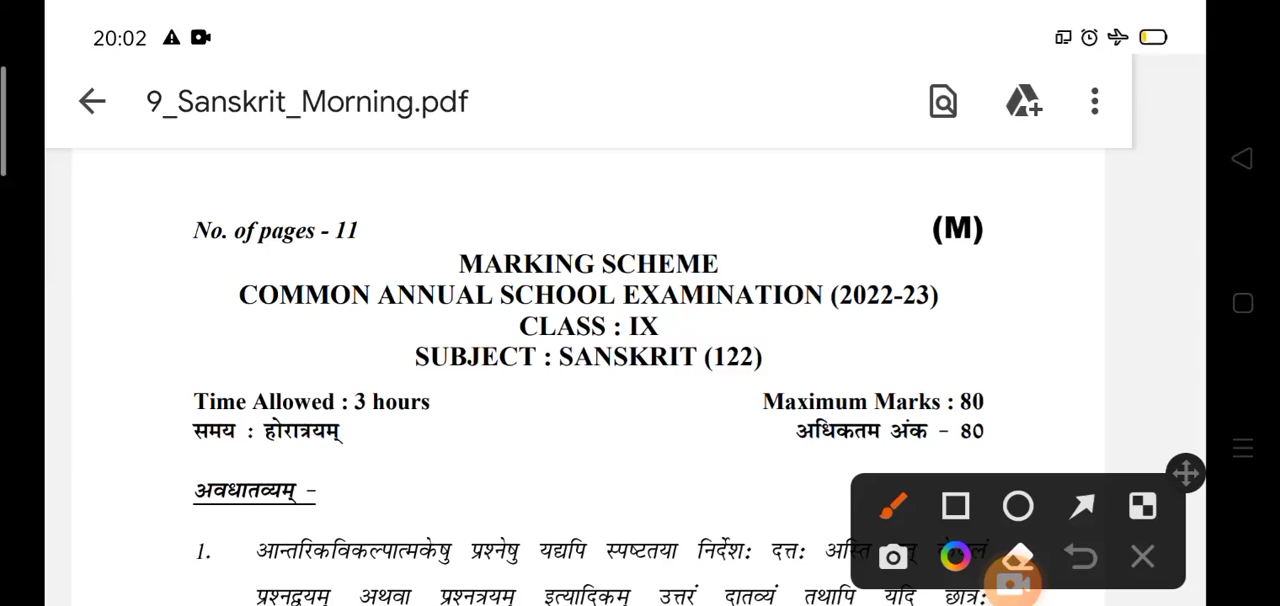 20:02
9_Sanskrit_Morning.pdf
No. of pages - 11 (M)
MARKING SCHEME
COMMON ANNUAL SCHOOL EXAMINATION (2022-23)
CLASS : IX
SUBJECT : SANSKRIT (122)
Time Allowed : 3 hours Maximum Marks : 80
समय : होरात्रयम् अधिकतम अंक - 80
अवधातव्यम् -
1. आन्तरिकविकल्पात्मकेषु प्रश्नेषु यद्यपि स्पष्टतया निर्देशः दत्तः अस्ति
प्रश्नद्वयम् अथवा प्रश्नत्रयम् इत्यादिकम् उत्तरं दातव्यं तथापि यदि छात्रः